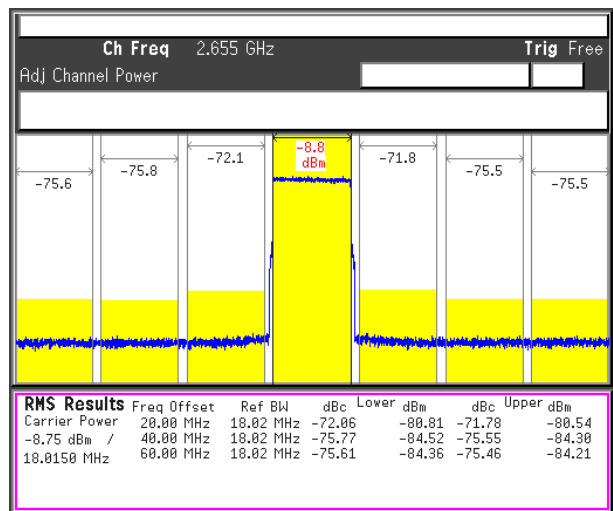 Ch Freq 2.655 GHz Trig Free
Adj Channel Power
-8.8
dBm
-72.1 -71.8
-75.8 -75.5
-75.6 -75.5
RMS Results Freq Offset Ref BW dBc Lower dBm dBc Upper dBm
Carrier Power 20.00 MHz 18.02 MHz -72.06 -80.81 -71.78 -80.54
-8.75 dBm / 40.00 MHz 18.02 MHz -75.77 -84.52 -75.55 -84.30
18.0150 MHz 60.00 MHz 18.02 MHz -75.61 -84.36 -75.46 -84.21